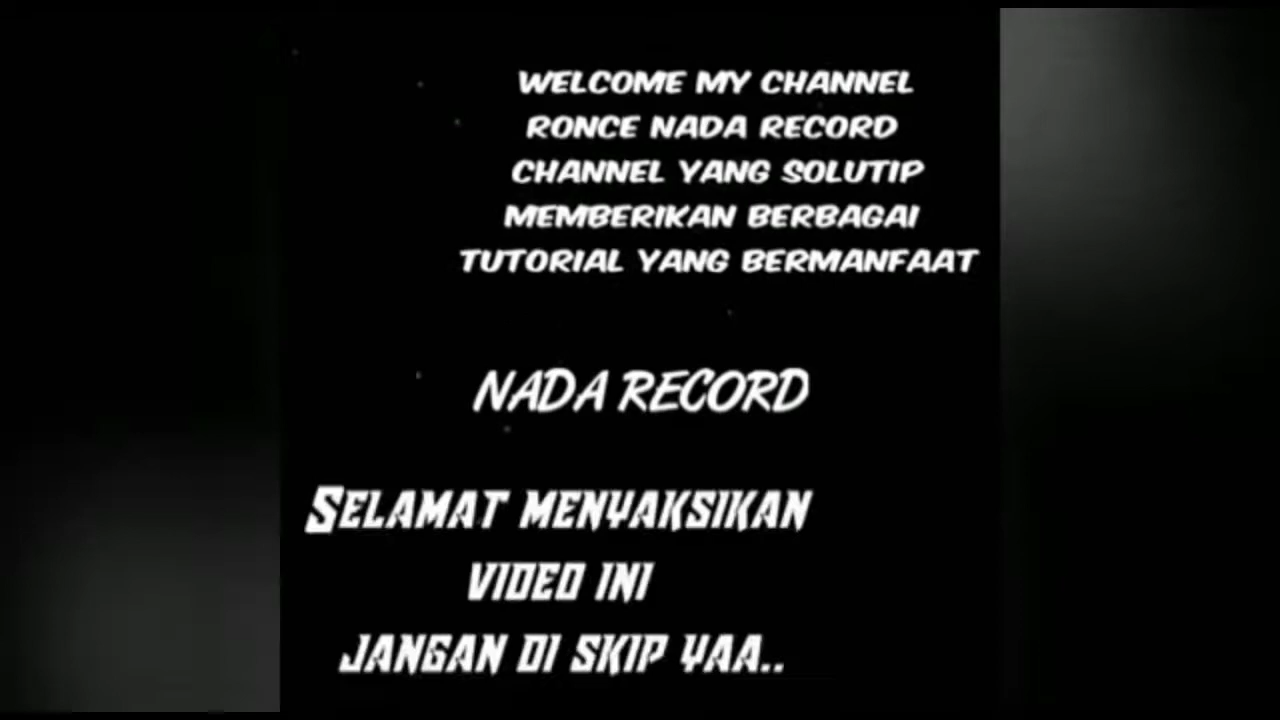 WELCOME MY CHANNEL
RONCE NADA RECORD
CHANNEL YANG SOLUTIP
MEMBERIKAN BERBAGAI
TUTORIAL YANG BERMANFAAT
NADA RECORD
SELAMAT MENYAKSIKAN
VIDEO INI
JANGAN DI SKIP YAA..